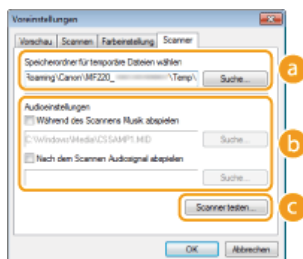 Voreinstellungen
Vorschau Scannen Farbeinstellung Scanner
Speicherordner für temporäre Dateien wählen
Roaming\Canon\MF220_ \Temp\ Suche...
a
Audioeinstellungen
Während des Scannens Musik abspielen
C:\Windows\Media\CSSAMP1.MID Suche...
b
Nach dem Scannen Audiosignal abspielen
Suche...
Scanner testen...
c
OK Abbrechen